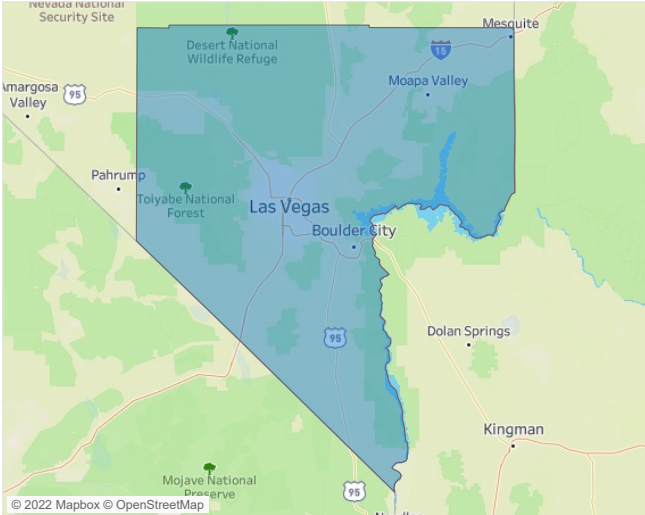 Nevada National
Security Site
Mesquite
Desert National
Wildlife Refuge
15
Amargosa
Valley
95
Moapa Valley
Pahrump
Toiyabe National
Forest
Las Vegas
Boulder City
95
Dolan Springs
Kingman
Mojave National
Preserve
95
© 2022 Mapbox © OpenStreetMap